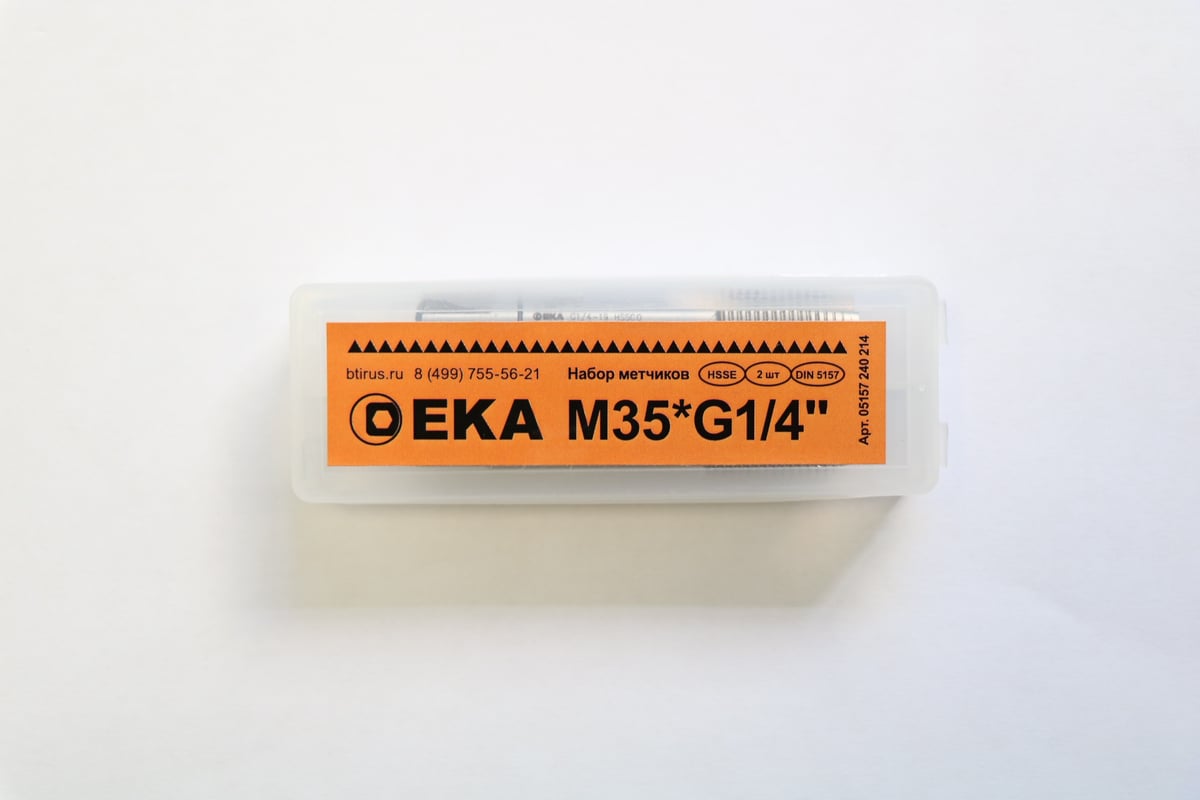 EKA G1/4-19 HSSCO
btirus.ru 8 (499) 755-56-21 Набор метчиков HSSE 2 шт DIN 5157
EKA M35*G1/4"
Арт. 05157 240 214